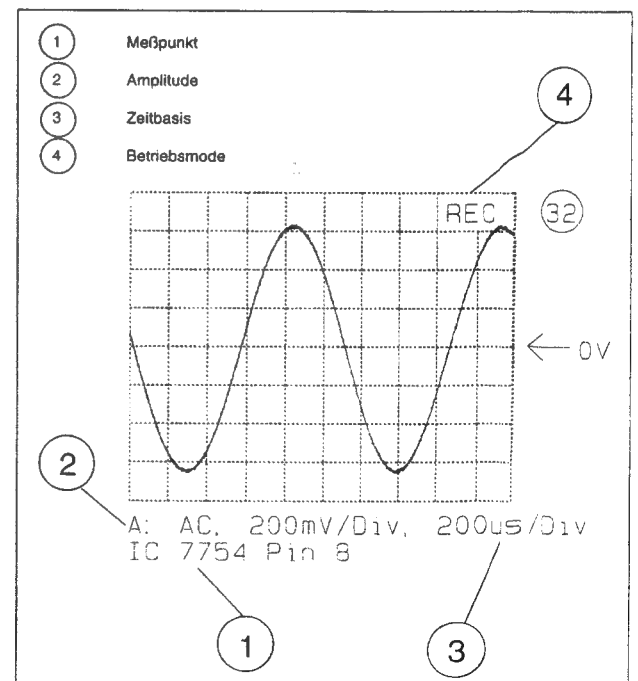 1 Meßpunkt
2 Amplitude
3 Zeitbasis
4 Betriebsmode
4
REC 32
0V
2
A: AC, 200mV/Div, 200us/Div
IC 7754 Pin 8
1
3